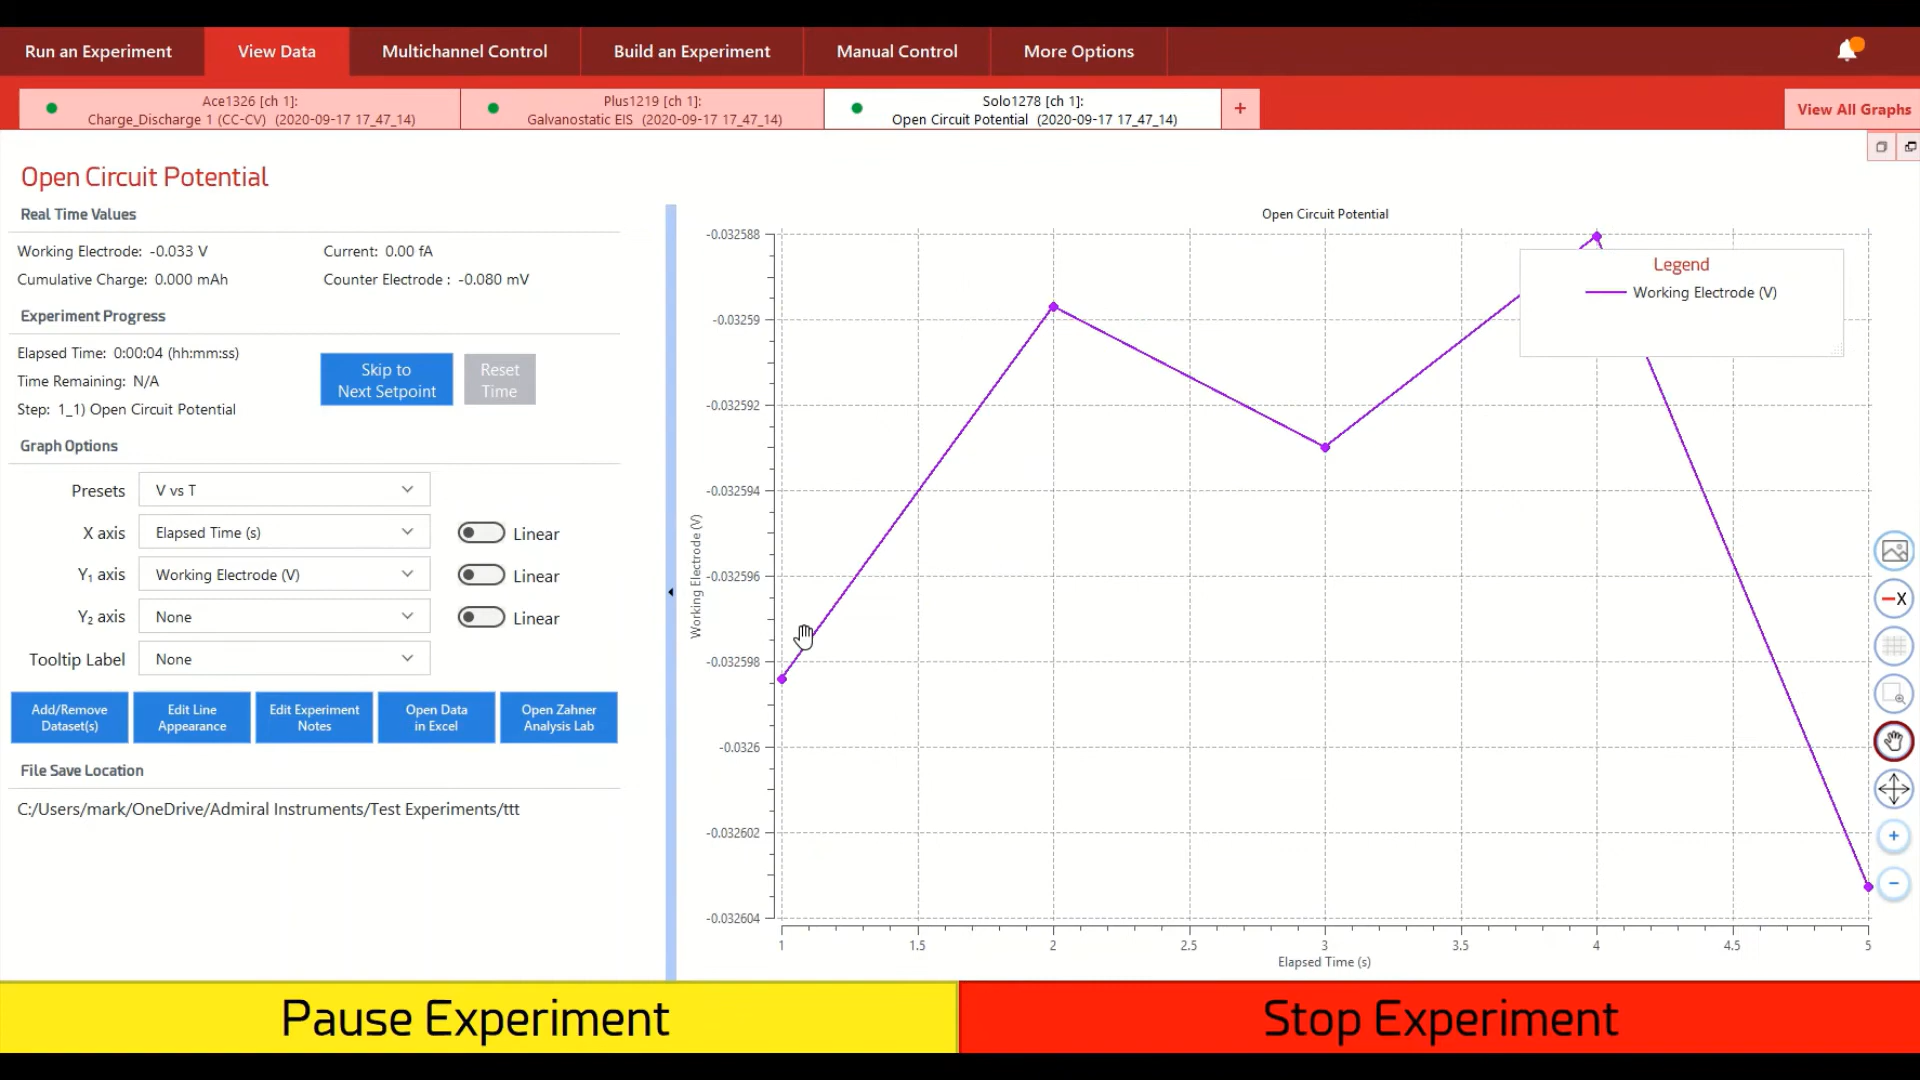 Run an Experiment
View Data
Multichannel Control
Build an Experiment
Manual Control
More Options
Ace1326 [ch 1]:
Charge_Discharge 1 (CC-CV) (2020-09-17 17_47_14)
Plus1219 [ch 1]:
Galvanostatic EIS (2020-09-17 17_47_14)
Solo1278 [ch 1]:
Open Circuit Potential (2020-09-17 17_47_14)
+
View All Graphs
Open Circuit Potential
Real Time Values
Working Electrode: -0.033 V
Current: 0.00 fA
Cumulative Charge: 0.000 mAh
Counter Electrode : -0.080 mV
Experiment Progress
Elapsed Time: 0:00:04 (hh:mm:ss)
Time Remaining: N/A
Step: 1_1) Open Circuit Potential
Skip to
Next Setpoint
Reset
Time
Graph Options
Presets
V vs T
X axis
Elapsed Time (s)
Linear
Y₁ axis
Working Electrode (V)
Linear
Y₂ axis
None
Linear
Tooltip Label
None
Add/Remove
Dataset(s)
Edit Line
Appearance
Edit Experiment
Notes
Open Data
in Excel
Open Zahner
Analysis Lab
File Save Location
C:/Users/mark/OneDrive/Admiral Instruments/Test Experiments/ttt
Open Circuit Potential
Legend
Working Electrode (V)
-0.032588
-0.03259
-0.032592
-0.032594
-0.032596
-0.032598
-0.0326
-0.032602
-0.032604
Working Electrode (V)
1
1.5
2
2.5
3
3.5
4
4.5
5
Elapsed Time (s)
X
+
−
Pause Experiment
Stop Experiment